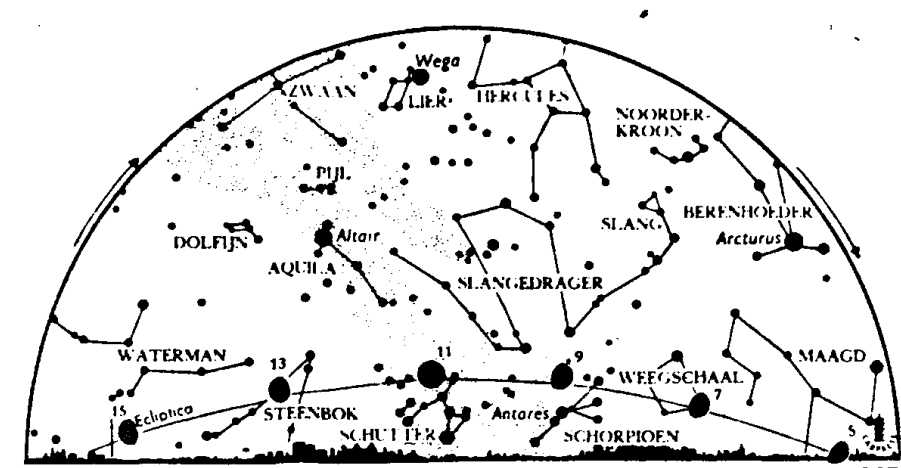 Wega
ZWAAN
LIER
HERCULES
NOORDER-
KROON
PIJL
DOLFIJN
Altair
AQUILA
SLANG
BERENHOEDER
Arcturus
SLANGEDRAGER
WATERMAN
13
11
9
WEEGSCHAAL
7
MAAGD
15
Ecliptica
STEENBOK
SCHUTTER
Antares
SCHORPIOEN
5